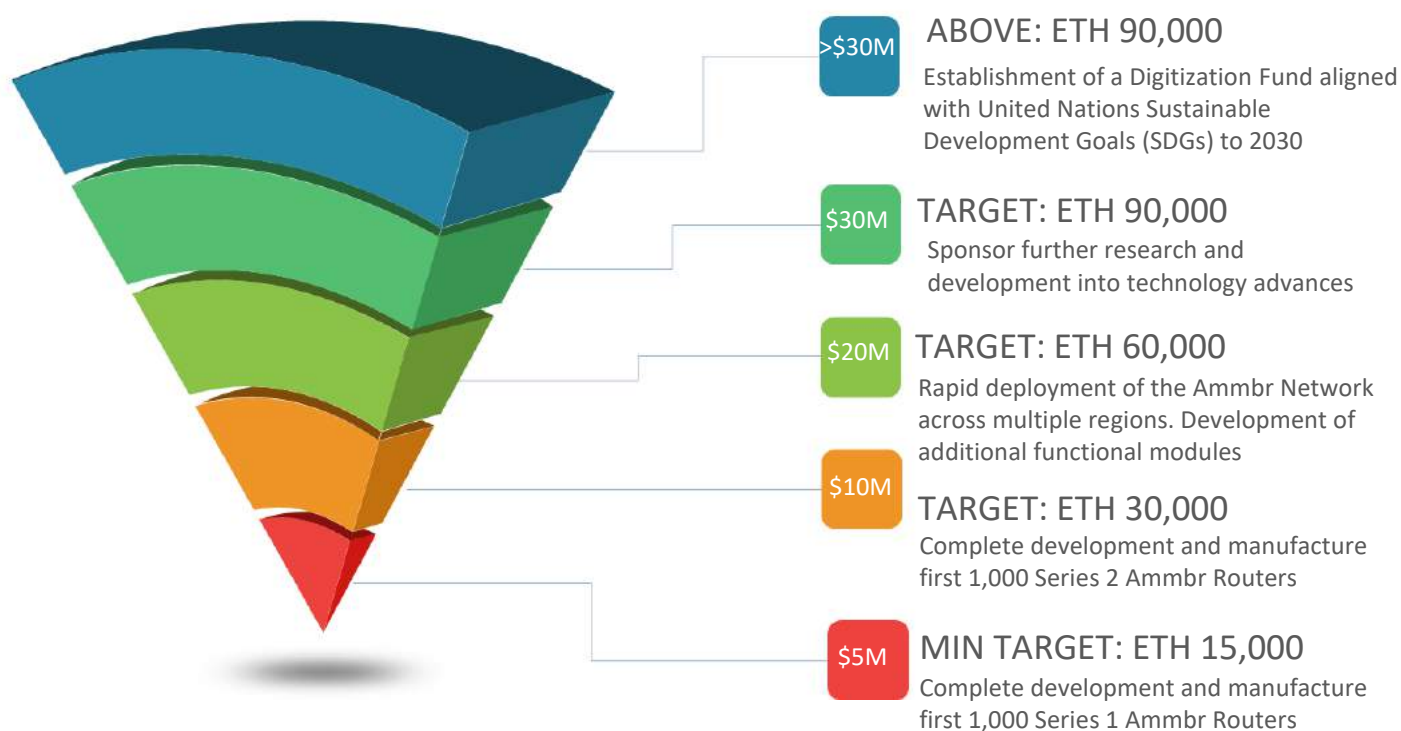 >$30M
ABOVE: ETH 90,000
Establishment of a Digitization Fund aligned
with United Nations Sustainable
Development Goals (SDGs) to 2030
$30M
TARGET: ETH 90,000
Sponsor further research and
development into technology advances
$20M
TARGET: ETH 60,000
Rapid deployment of the Ammbr Network
across multiple regions. Development of
additional functional modules
$10M
TARGET: ETH 30,000
Complete development and manufacture
first 1,000 Series 2 Ammbr Routers
$5M
MIN TARGET: ETH 15,000
Complete development and manufacture
first 1,000 Series 1 Ammbr Routers